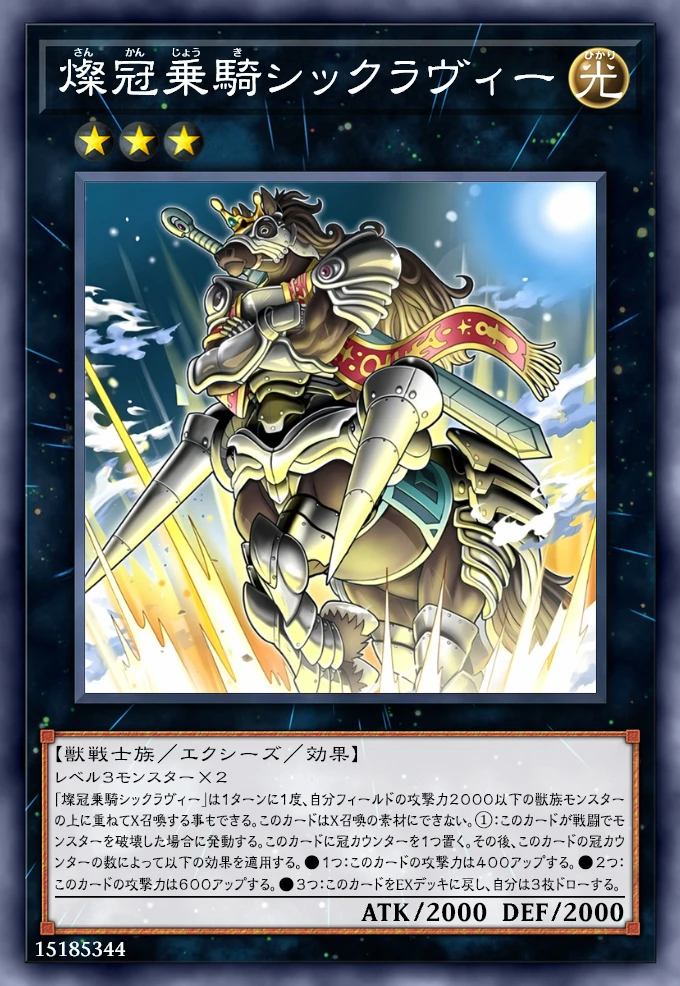 さん かん じょう き
燦冠乗騎シックラヴィー
ひかり
光
【獣戦士族／エクシーズ／効果】
レベル３モンスター×２
「燦冠乗騎シックラヴィー」は１ターンに１度、自分フィールドの攻撃力２０００以下の獣族モンスター
の上に重ねてＸ召喚する事もできる。このカードはＸ召喚の素材にできない。①：このカードが戦闘でモ
ンスターを破壊した場合に発動する。このカードに冠カウンターを１つ置く。その後、このカードの冠カウ
ンターの数によって以下の効果を適用する。●１つ：このカードの攻撃力は４００アップする。●２つ：
このカードの攻撃力は６００アップする。●３つ：このカードをEXデッキに戻し、自分は３枚ドローする。
ATK/2000 DEF/2000
15185344